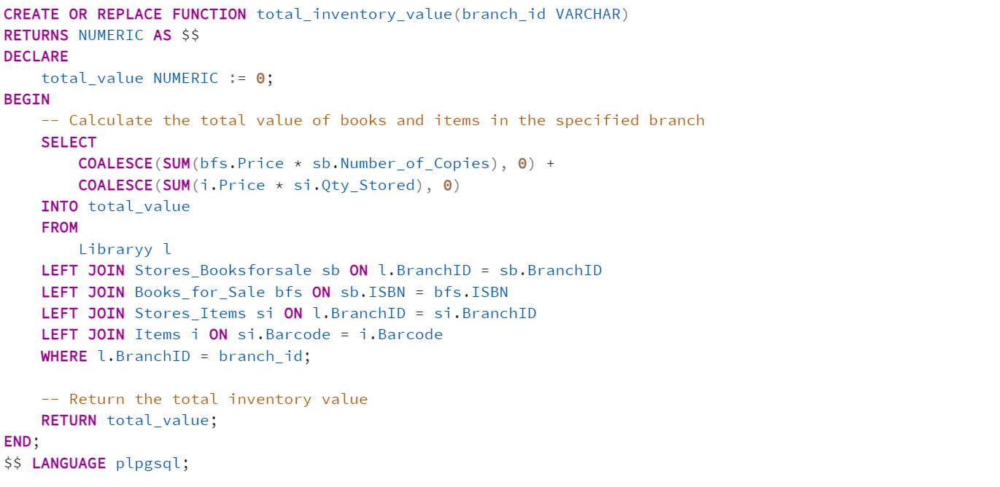 CREATE OR REPLACE FUNCTION total_inventory_value(branch_id VARCHAR)
RETURNS NUMERIC AS $$
DECLARE
    total_value NUMERIC := 0;
BEGIN
    -- Calculate the total value of books and items in the specified branch
    SELECT
        COALESCE(SUM(bfs.Price * sb.Number_of_Copies), 0) +
        COALESCE(SUM(i.Price * si.Qty_Stored), 0)
    INTO total_value
    FROM
        Libraryy l
    LEFT JOIN Stores_Booksforsale sb ON l.BranchID = sb.BranchID
    LEFT JOIN Books_for_Sale bfs ON sb.ISBN = bfs.ISBN
    LEFT JOIN Stores_Items si ON l.BranchID = si.BranchID
    LEFT JOIN Items i ON si.Barcode = i.Barcode
    WHERE l.BranchID = branch_id;

    -- Return the total inventory value
    RETURN total_value;
END;
$$ LANGUAGE plpgsql;